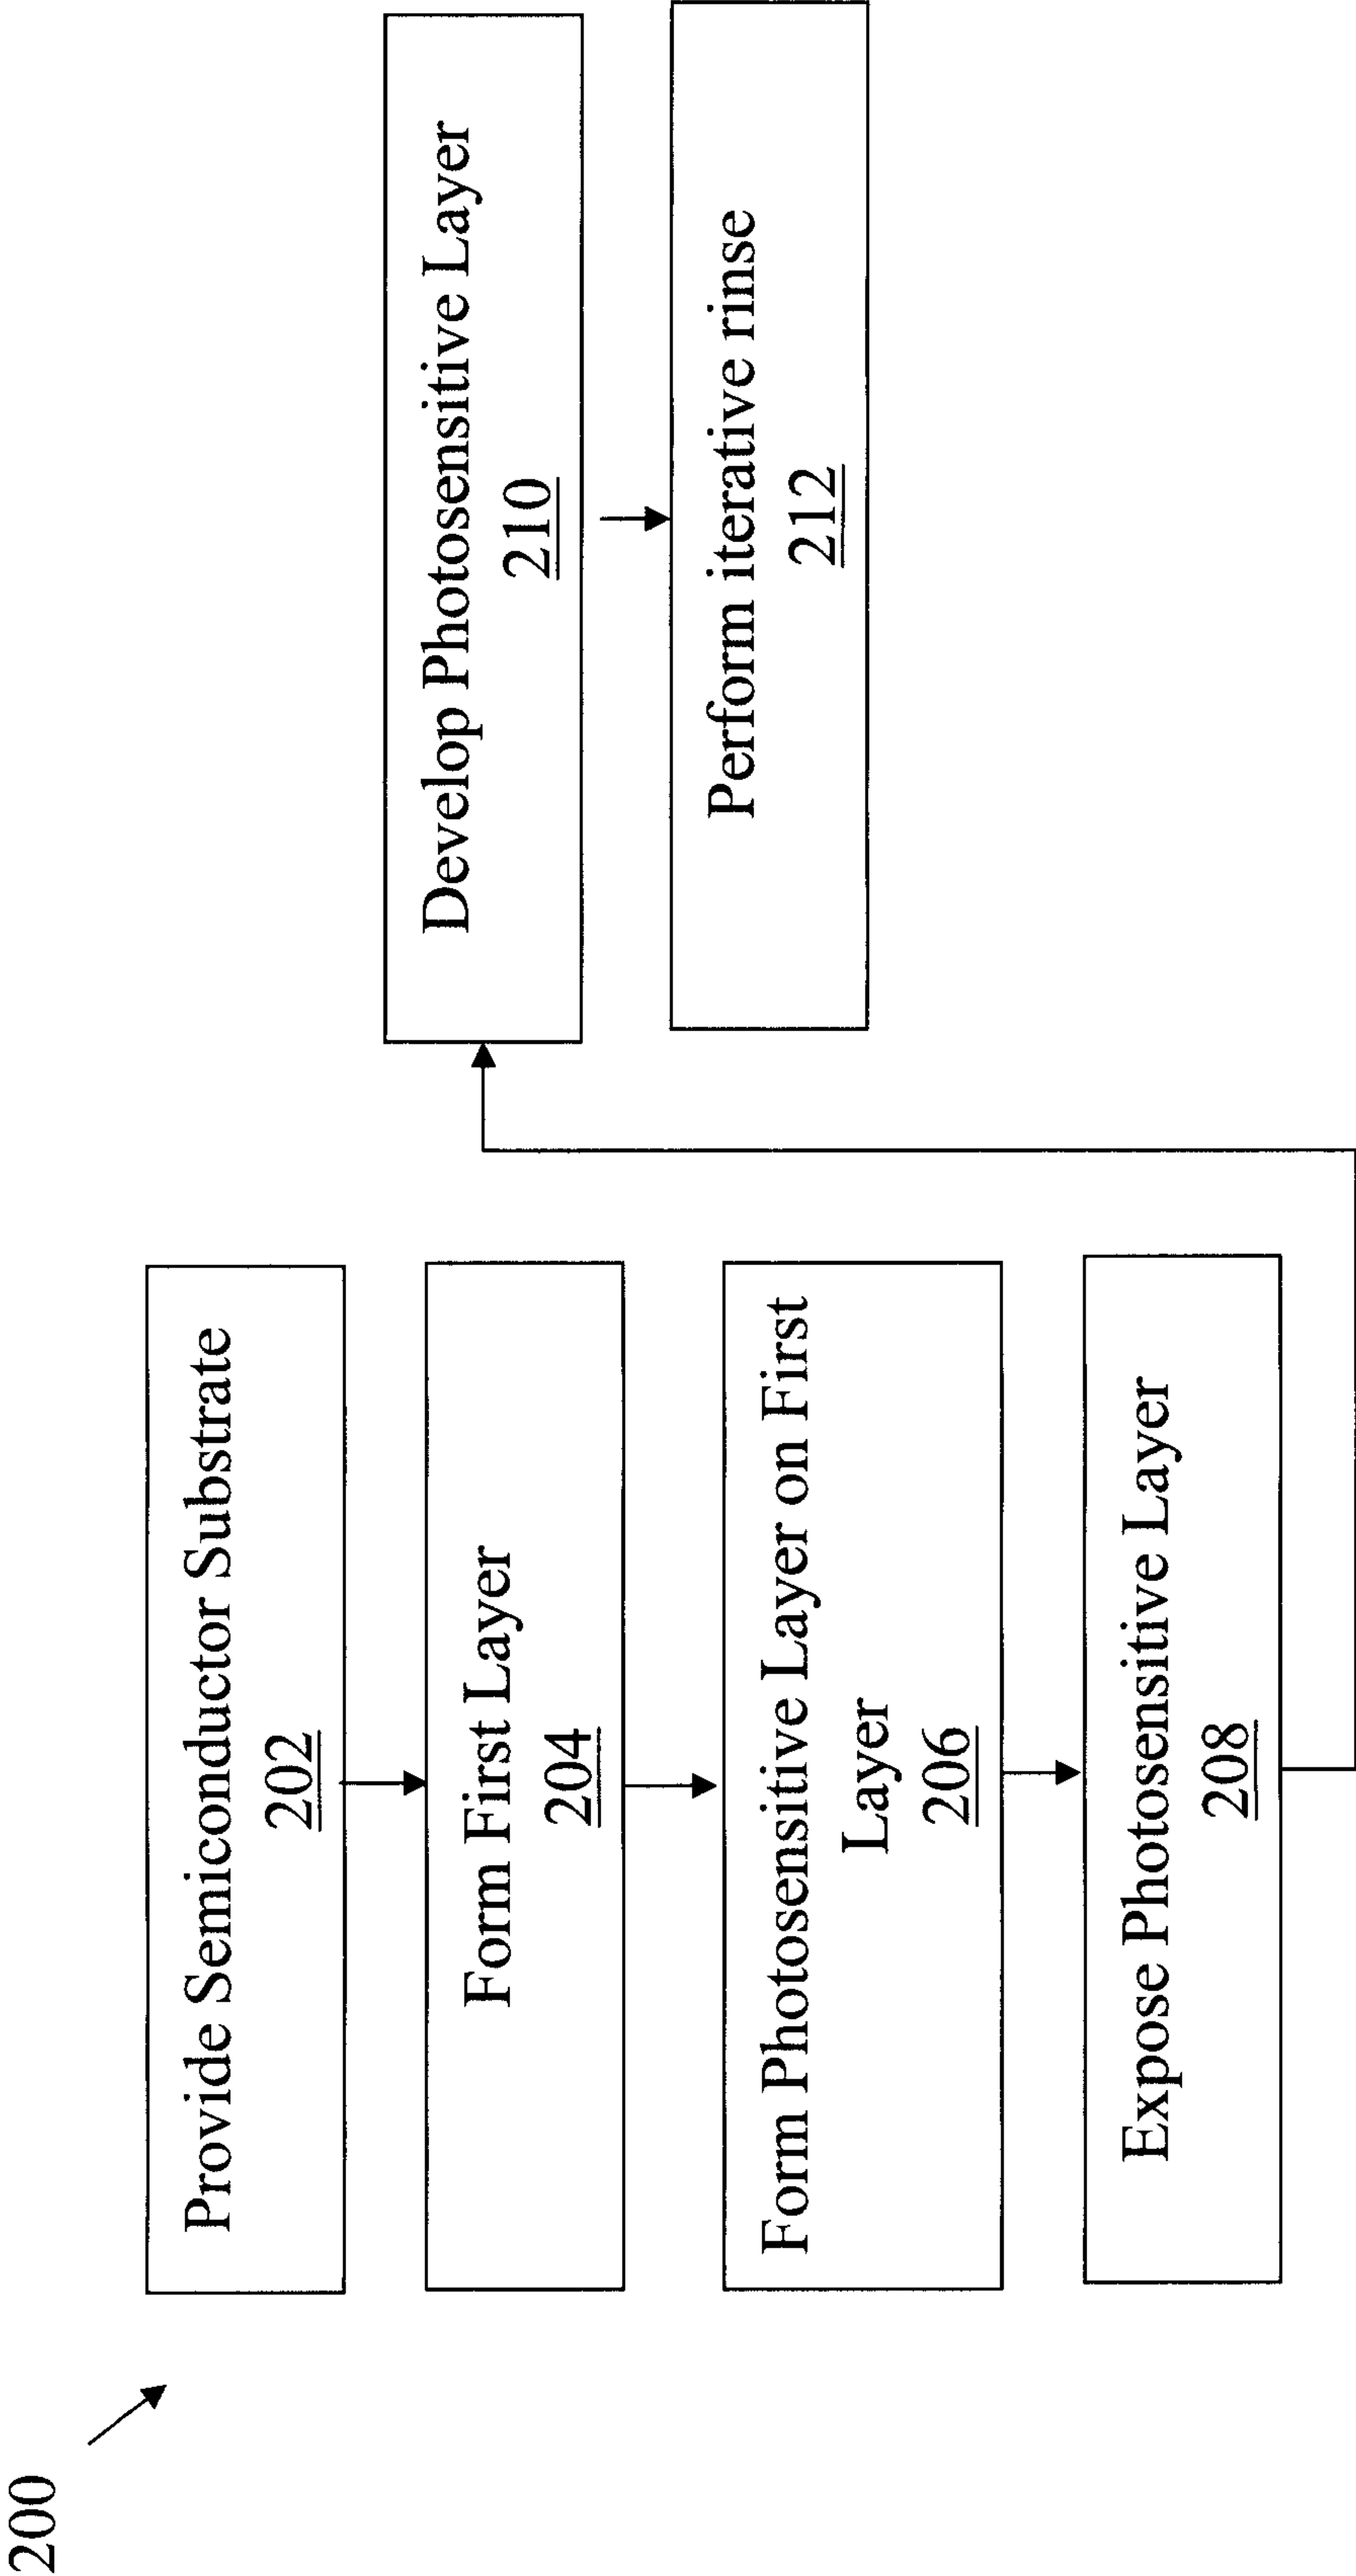 200
Provide Semiconductor Substrate
202
Form First Layer
204
Form Photosensitive Layer on First
Layer
206
Expose Photosensitive Layer
208
Develop Photosensitive Layer
210
Perform iterative rinse
212